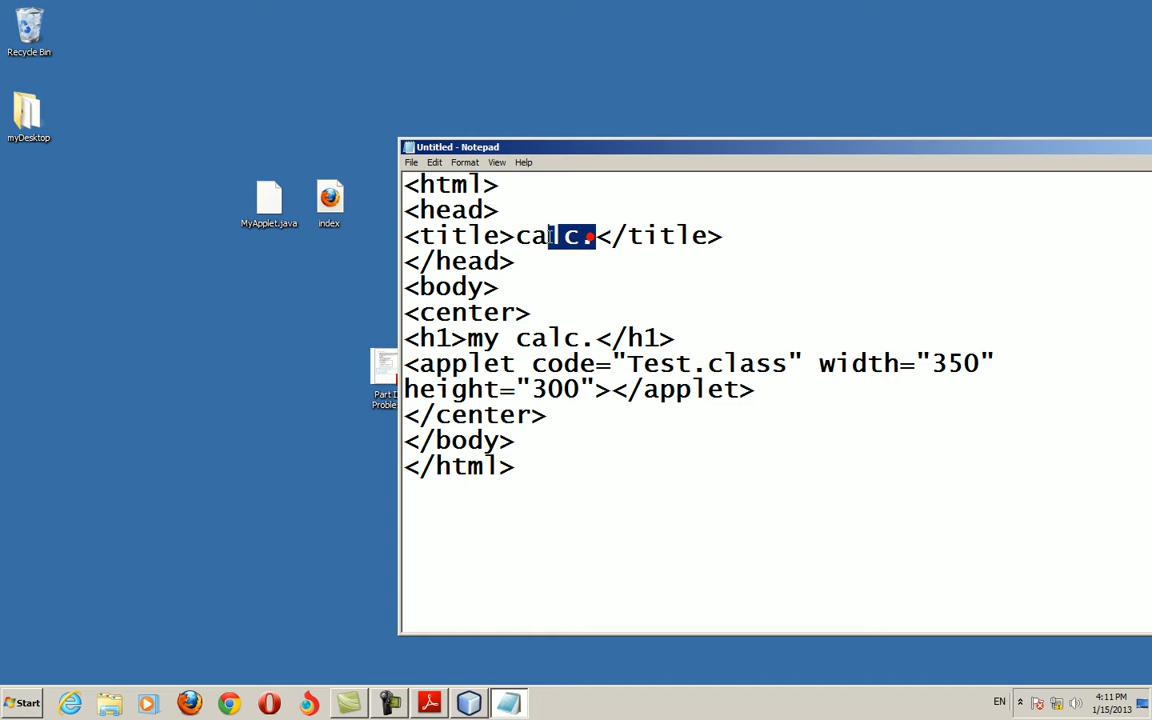 Recycle Bin
myDesktop
MyApplet.java
index
Part I
Proble
Untitled - Notepad
File Edit Format View Help
<html>
<head>
<title>calc.</title>
</head>
<body>
<center>
<h1>my calc.</h1>
<applet code="Test.class" width="350"
height="300"></applet>
</center>
</body>
</html>
Start
EN
4:11 PM
1/15/2013